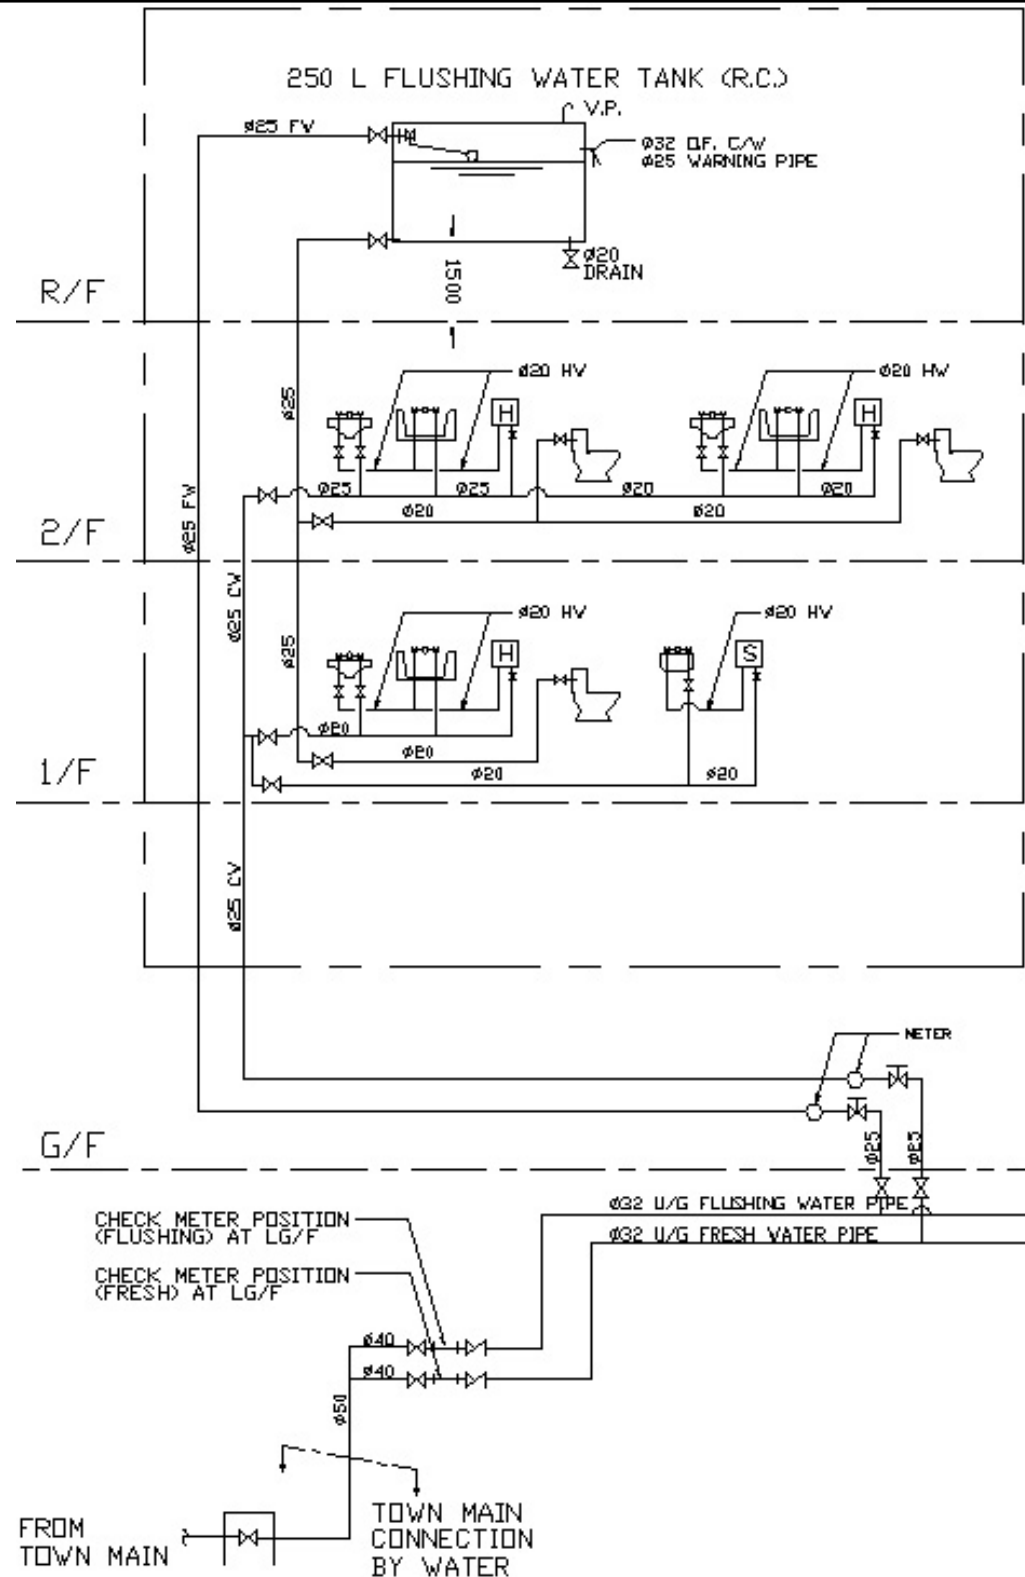 250 L FLUSHING WATER TANK (R.C.)
V.P.
Ø25 FW
Ø32 O.F. C/W
Ø25 WARNING PIPE
Ø20
DRAIN
1500
R/F
Ø20 HW
Ø20 HW
Ø25
H
H
Ø25
Ø25
Ø20
Ø20
Ø20
Ø20
Ø25 FW
2/F
Ø25 CW
Ø20 HW
Ø20 HW
Ø25
H
S
Ø20
Ø20
Ø20
Ø20
1/F
Ø25 CW
METER
G/F
Ø25
Ø25
Ø32 U/G FLUSHING WATER PIPE
Ø32 U/G FRESH WATER PIPE
CHECK METER POSITION
(FLUSHING) AT LG/F
CHECK METER POSITION
(FRESH) AT LG/F
Ø40
Ø40
Ø50
FROM
TOWN MAIN
TOWN MAIN
CONNECTION
BY WATER